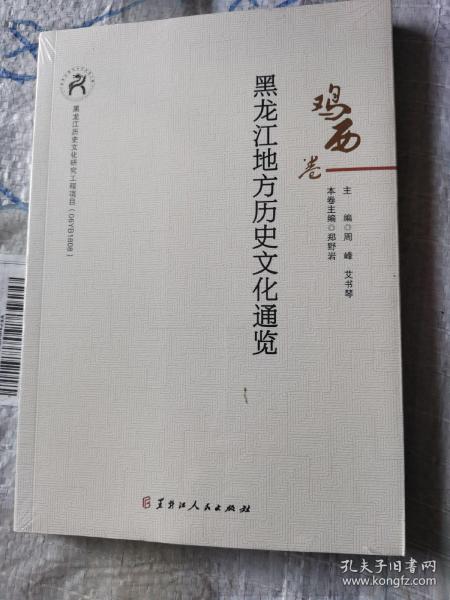 鸡西
卷
主编◎周峰 艾书琴
本卷主编◎郑野岩
黑龙江地方历史文化通览
黑龙江历史文化研究工程项目（06YB1808）
黑龙江人民出版社
孔夫子旧书网
www.kongfz.com